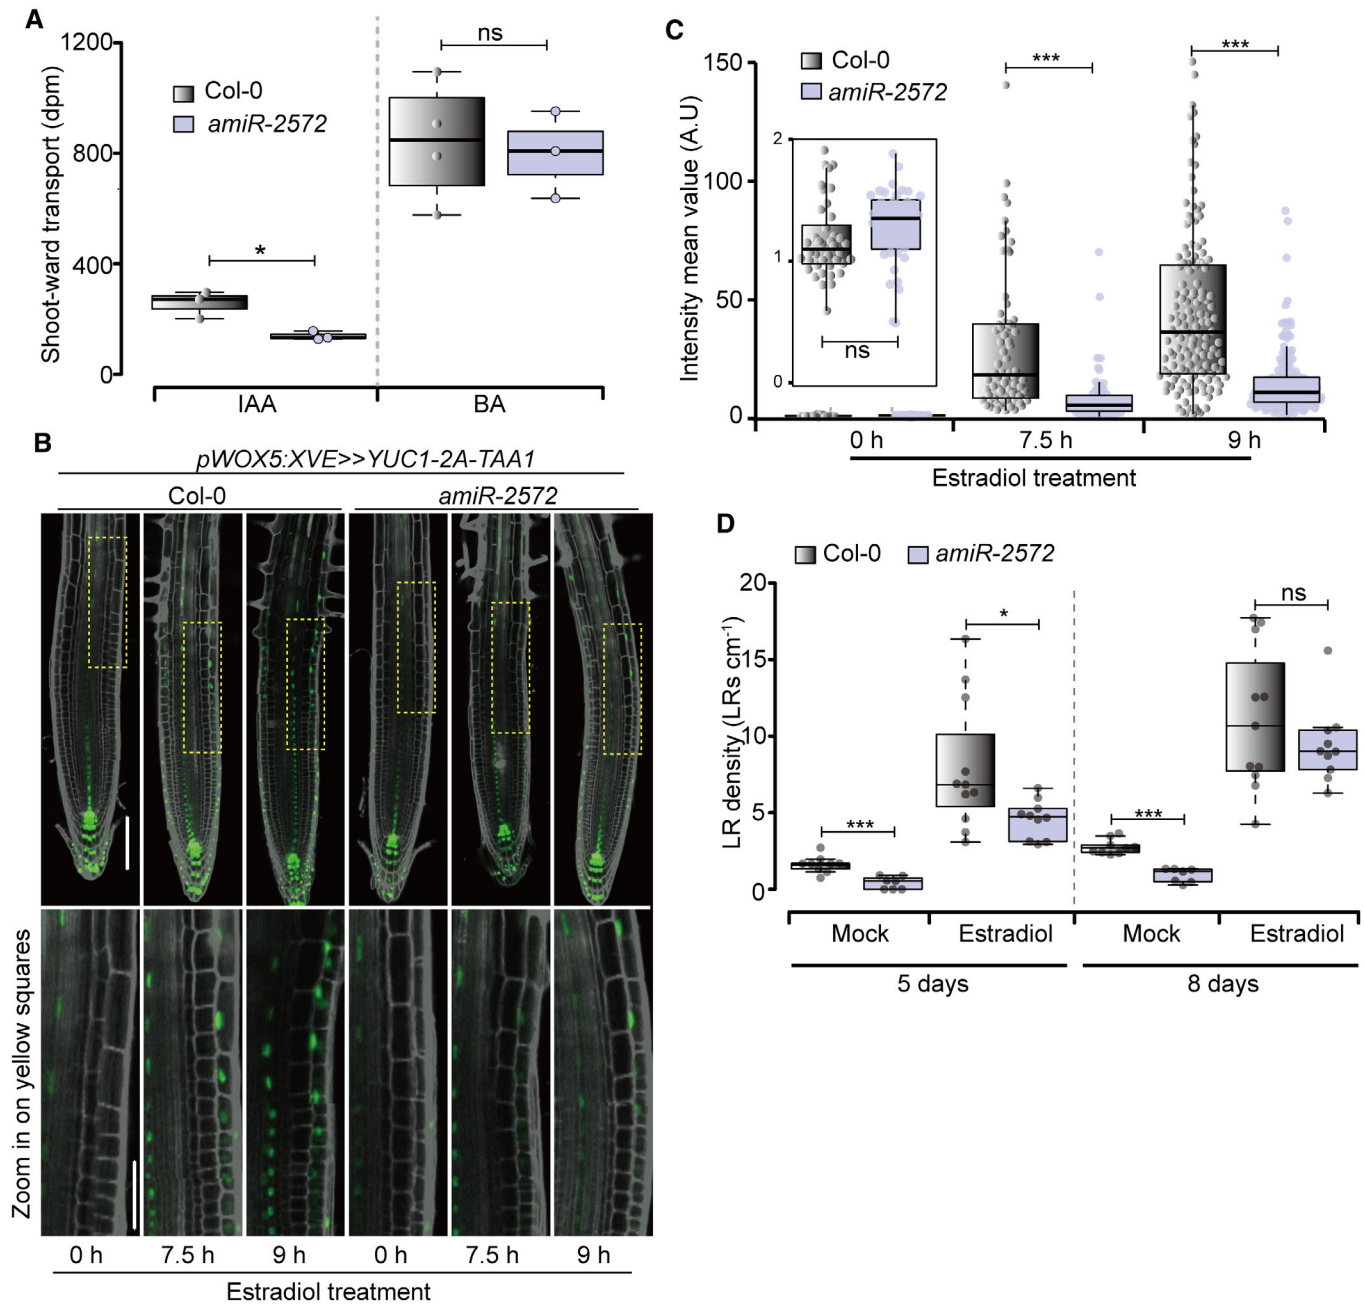 A
1200
800
400
0
Shoot-ward transport (dpm)
Col-0
amiR-2572
ns
*
IAA
BA
B
pWOX5:XVE>>YUC1-2A-TAA1
Col-0
amiR-2572
Zoom in on yellow squares
0 h
7.5 h
9 h
0 h
7.5 h
9 h
Estradiol treatment
C
Col-0
amiR-2572
150
100
50
0
Intensity mean value (A.U)
2
1
0
ns
***
***
0 h
7.5 h
9 h
Estradiol treatment
D
Col-0
amiR-2572
20
15
10
5
0
LR density (LRs cm-1)
***
*
***
ns
Mock
Estradiol
Mock
Estradiol
5 days
8 days